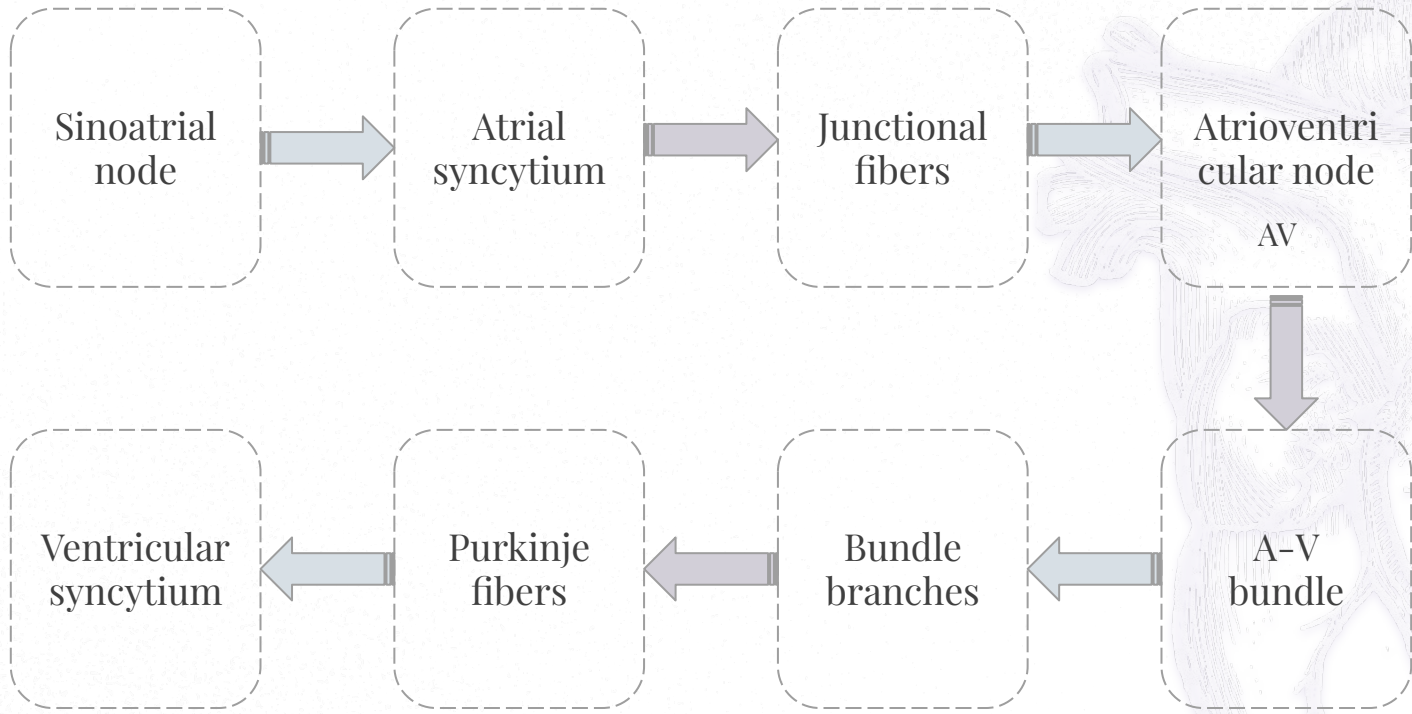 Sinoatrial
node
Atrial
syncytium
Junctional
fibers
Atrioventri
cular node
AV
A-V
bundle
Bundle
branches
Purkinje
fibers
Ventricular
syncytium